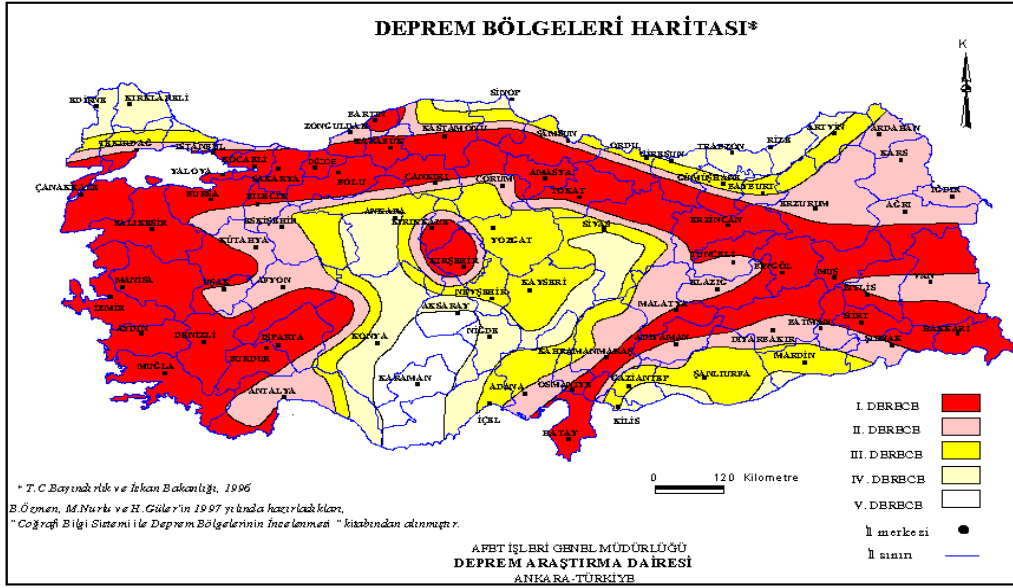 DEPREM BÖLGELERİ HARİTASI*
K
SİNOP
EDİRNE
KIRKLARELİ
BARTIN
ZONGULDAK
KASTAMONU
SAMSUN
ARTVİN
ARDAHAN
TEKİRDAĞ
İSTANBUL
KARABÜK
ORDU
GİRESUN
TRABZON
RİZE
KARS
KOCAELİ
SAKARYA
DÜZCE
YALOVA
BOLU
ÇANKIRI
ÇORUM
AMASYA
TOKAT
GÜMÜŞHANE
BAYBURT
ÇANAKKALE
BURSA
BİLECİK
ERZURUM
IĞDIR
AĞRI
BALIKESİR
ESKİŞEHİR
ANKARA
KIRIKKALE
YOZGAT
SİVAS
ERZİNCAN
KÜTAHYA
KIRŞEHİR
TUNCELİ
BİNGÖL
MUŞ
VAN
MANİSA
UŞAK
AFYON
NEVŞEHİR
KAYSERİ
ELAZIĞ
BİTLİS
İZMİR
AKSARAY
MALATYA
AYDIN
DENİZLİ
ISPARTA
KONYA
NİĞDE
ADIYAMAN
DİYARBAKIR
BATMAN
SİİRT
HAKKARİ
BURDUR
KAHRAMANMARAŞ
ŞIRNAK
MUĞLA
MARDİN
ANTALYA
KARAMAN
ADANA
OSMANİYE
GAZİANTEP
ŞANLIURFA
İÇEL
KİLİS
HATAY
I. DERECE
II. DERECE
III. DERECE
IV. DERECE
V. DERECE
İl merkezi
İl sınırı
0 120 Kilometre
* T.C Bayındırlık ve İskan Bakanlığı, 1996
B.Özmen, M.Nurlu ve H.Güler'in 1997 yılında hazırladıkları,
"Coğrafi Bilgi Sistemi ile Deprem Bölgelerinin İncelenmesi" kitabından alınmıştır.
AFET İŞLERİ GENEL MÜDÜRLÜĞÜ
DEPREM ARAŞTIRMA DAİRESİ
ANKARA-TÜRKİYE